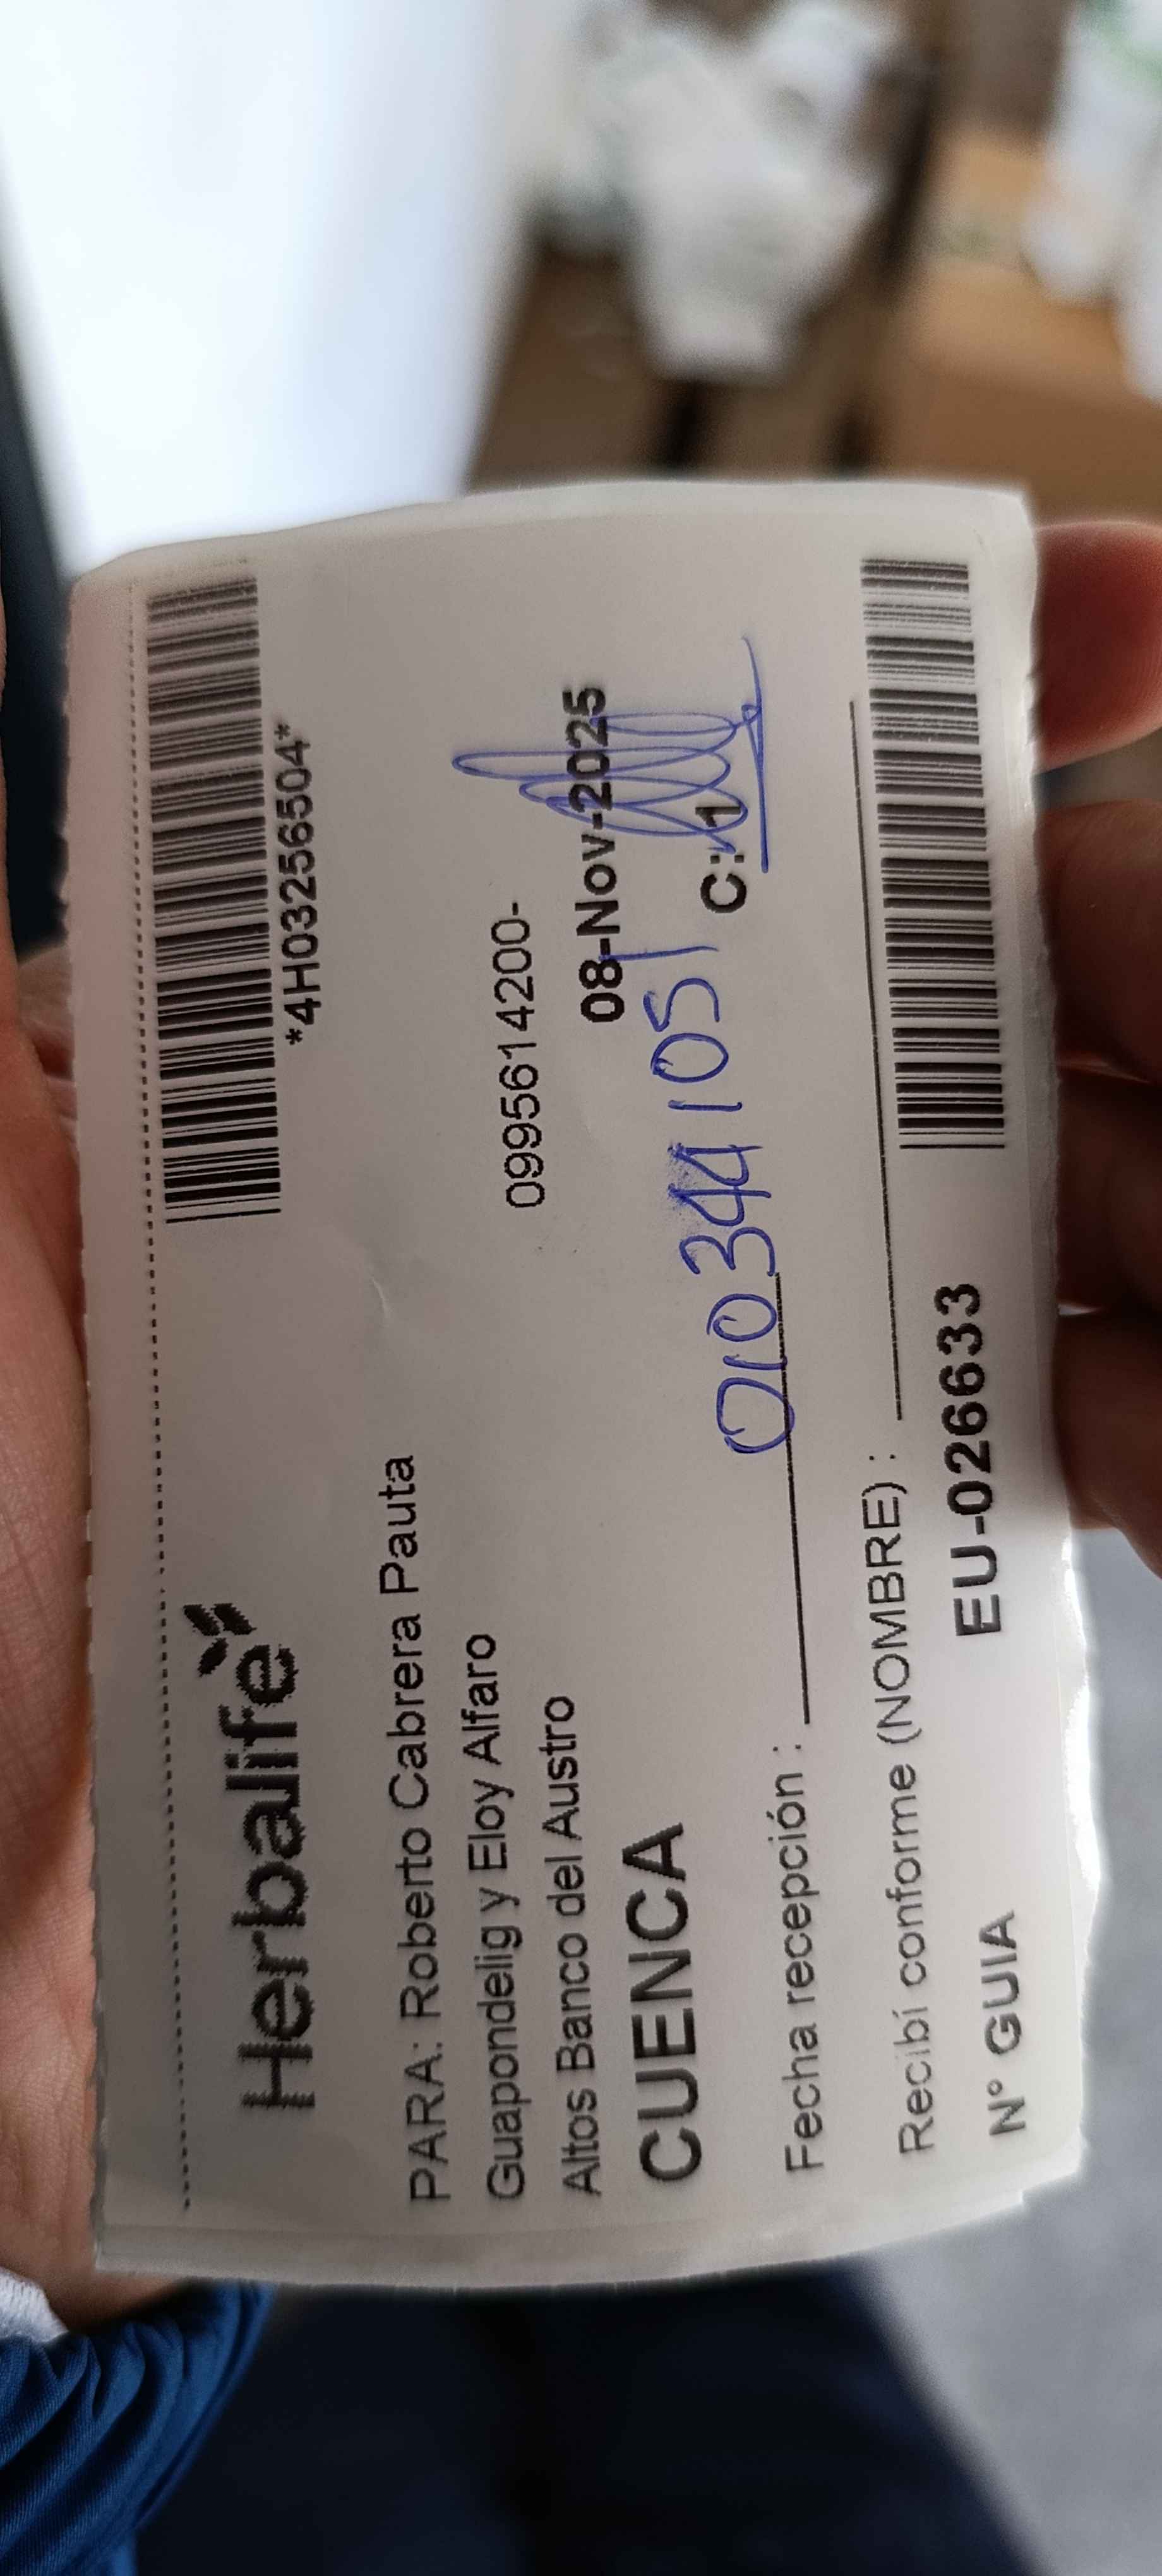 *4H03256504*
Herbalife
PARA: Roberto Cabrera Pauta
Guapondelig y Eloy Alfaro
0995614200-
Altos Banco del Austro
08-Nov-2025
CUENCA
C: 1
0103441051
Fecha recepción :
Recibí conforme (NOMBRE) :
N° GUIA EU-026633